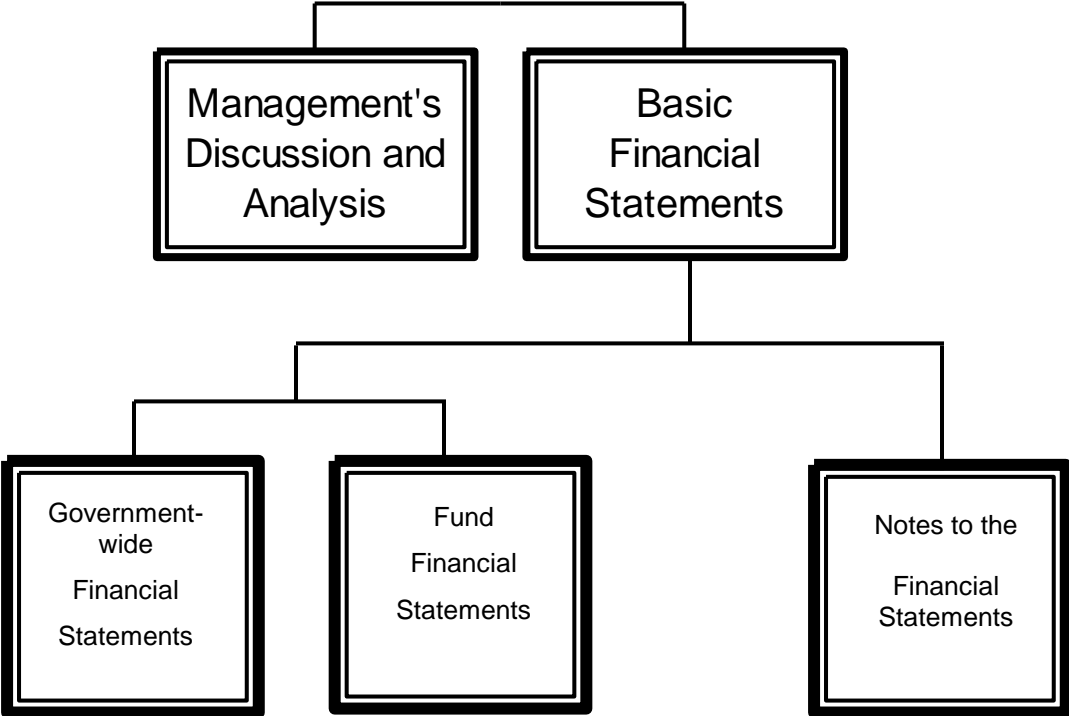 Management's
Discussion and
Analysis
Basic
Financial
Statements
Government-
wide
Financial
Statements
Fund
Financial
Statements
Notes to the
Financial
Statements